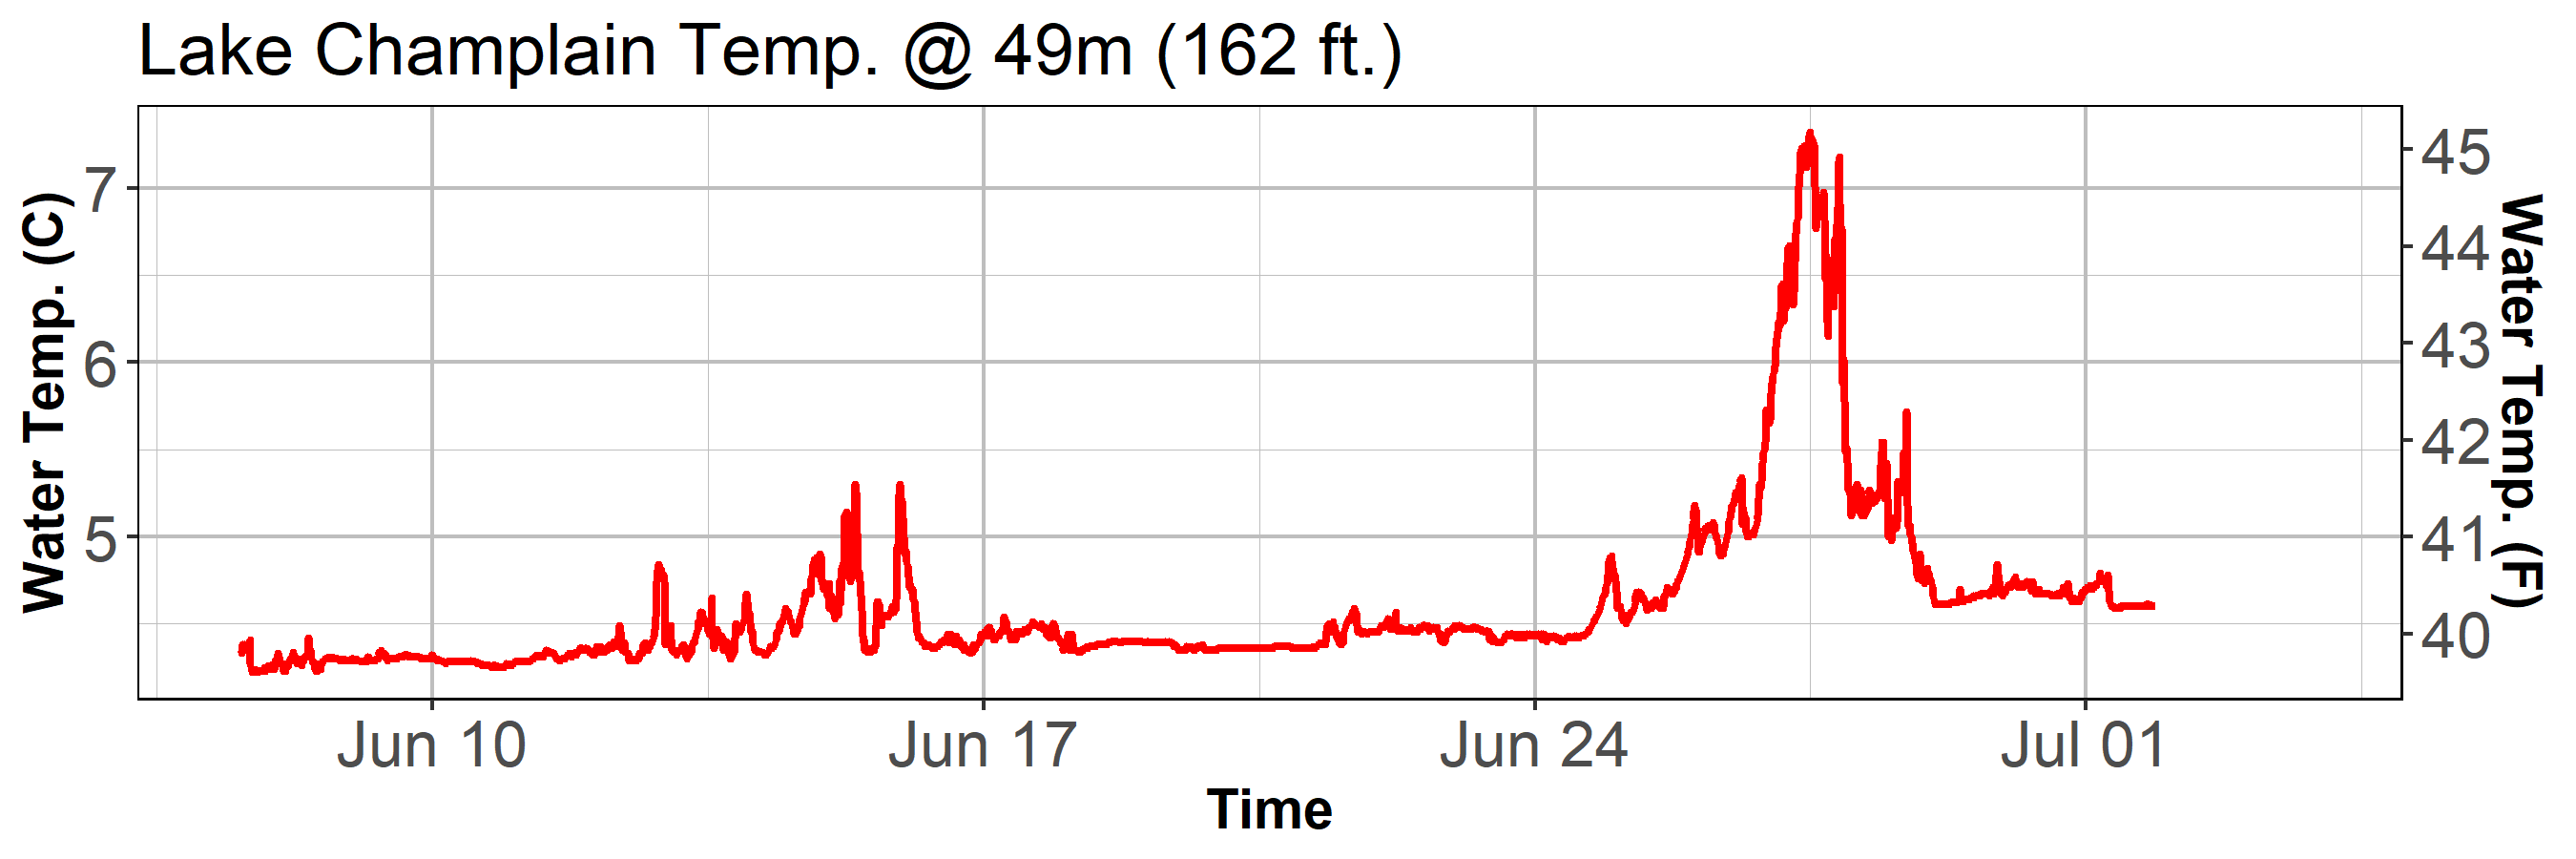 Lake Champlain Temp. @ 49m (162 ft.)
Water Temp. (C)
7
6
5
45
44
43
42
41
40
Water Temp. (F)
Jun 10
Jun 17
Jun 24
Jul 01
Time